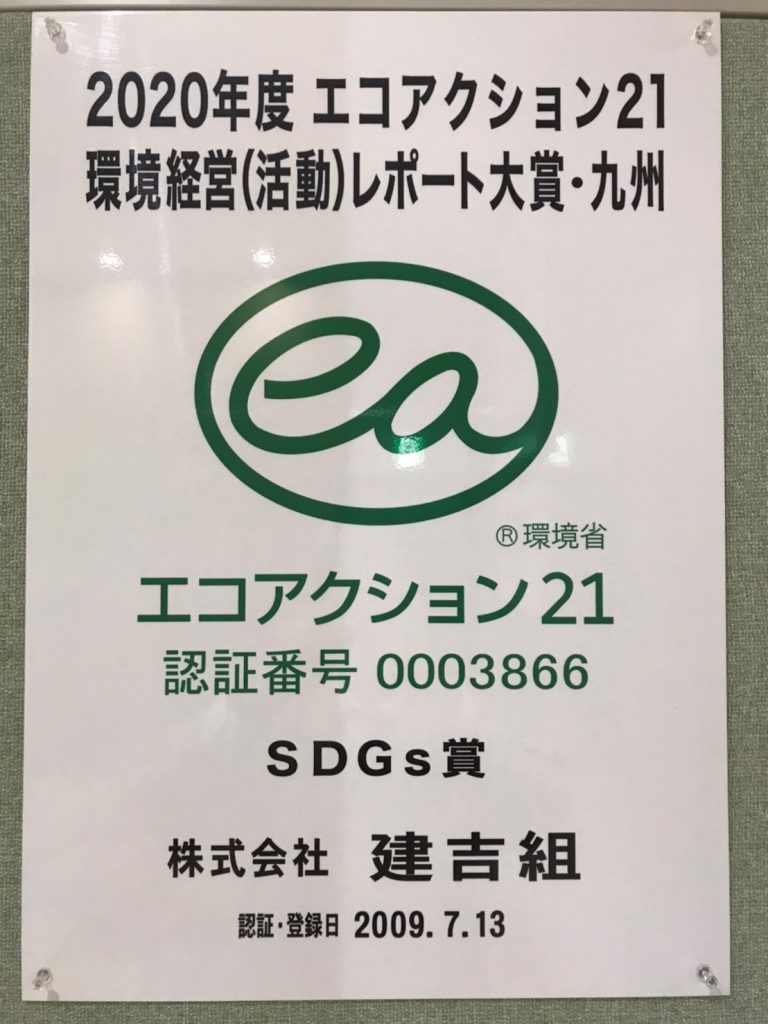 2020年度 エコアクション21
環境経営(活動)レポート大賞・九州
ea
®環境省
エコアクション21
認証番号 0003866
SDGs賞
株式会社 建吉組
認証・登録日 2009.7.13